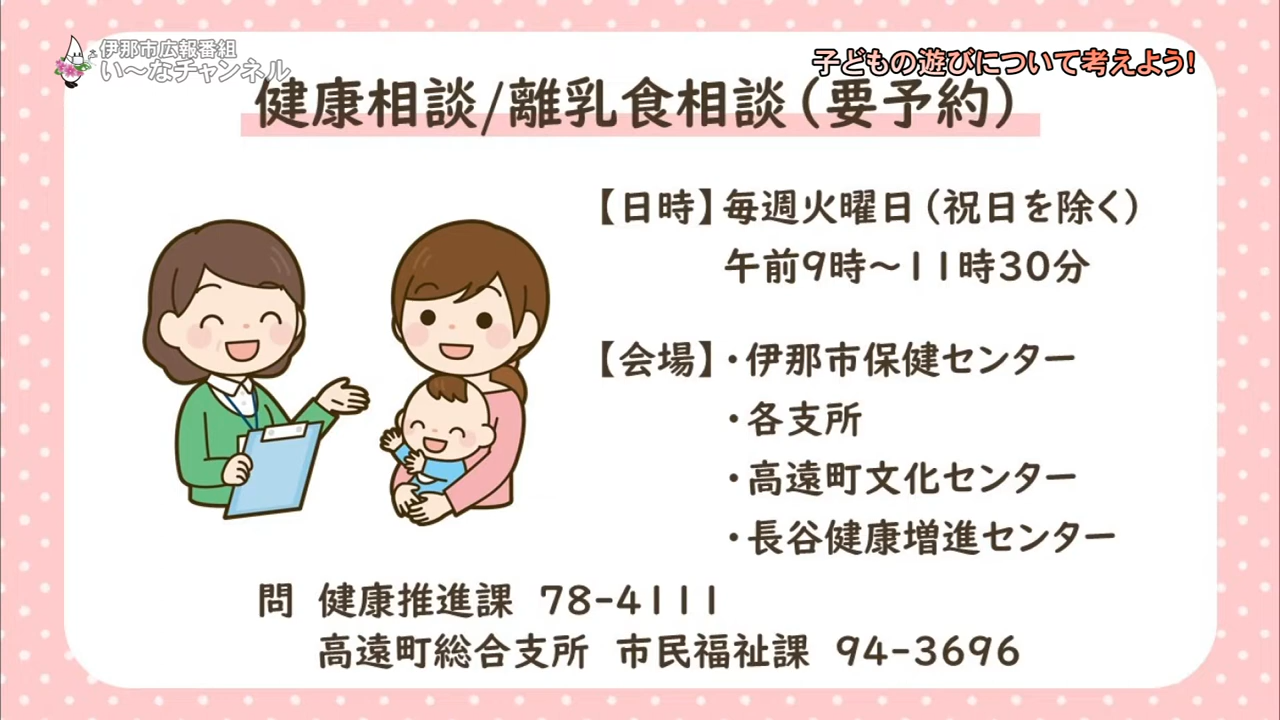 伊那市広報番組
い～なチャンネル
子どもの遊びについて考えよう!
健康相談/離乳食相談(要予約)
【日時】毎週火曜日(祝日を除く)
午前9時～11時30分
【会場】・伊那市保健センター
・各支所
・高遠町文化センター
・長谷健康増進センター
問 健康推進課 78-4111
高遠町総合支所 市民福祉課 94-3696